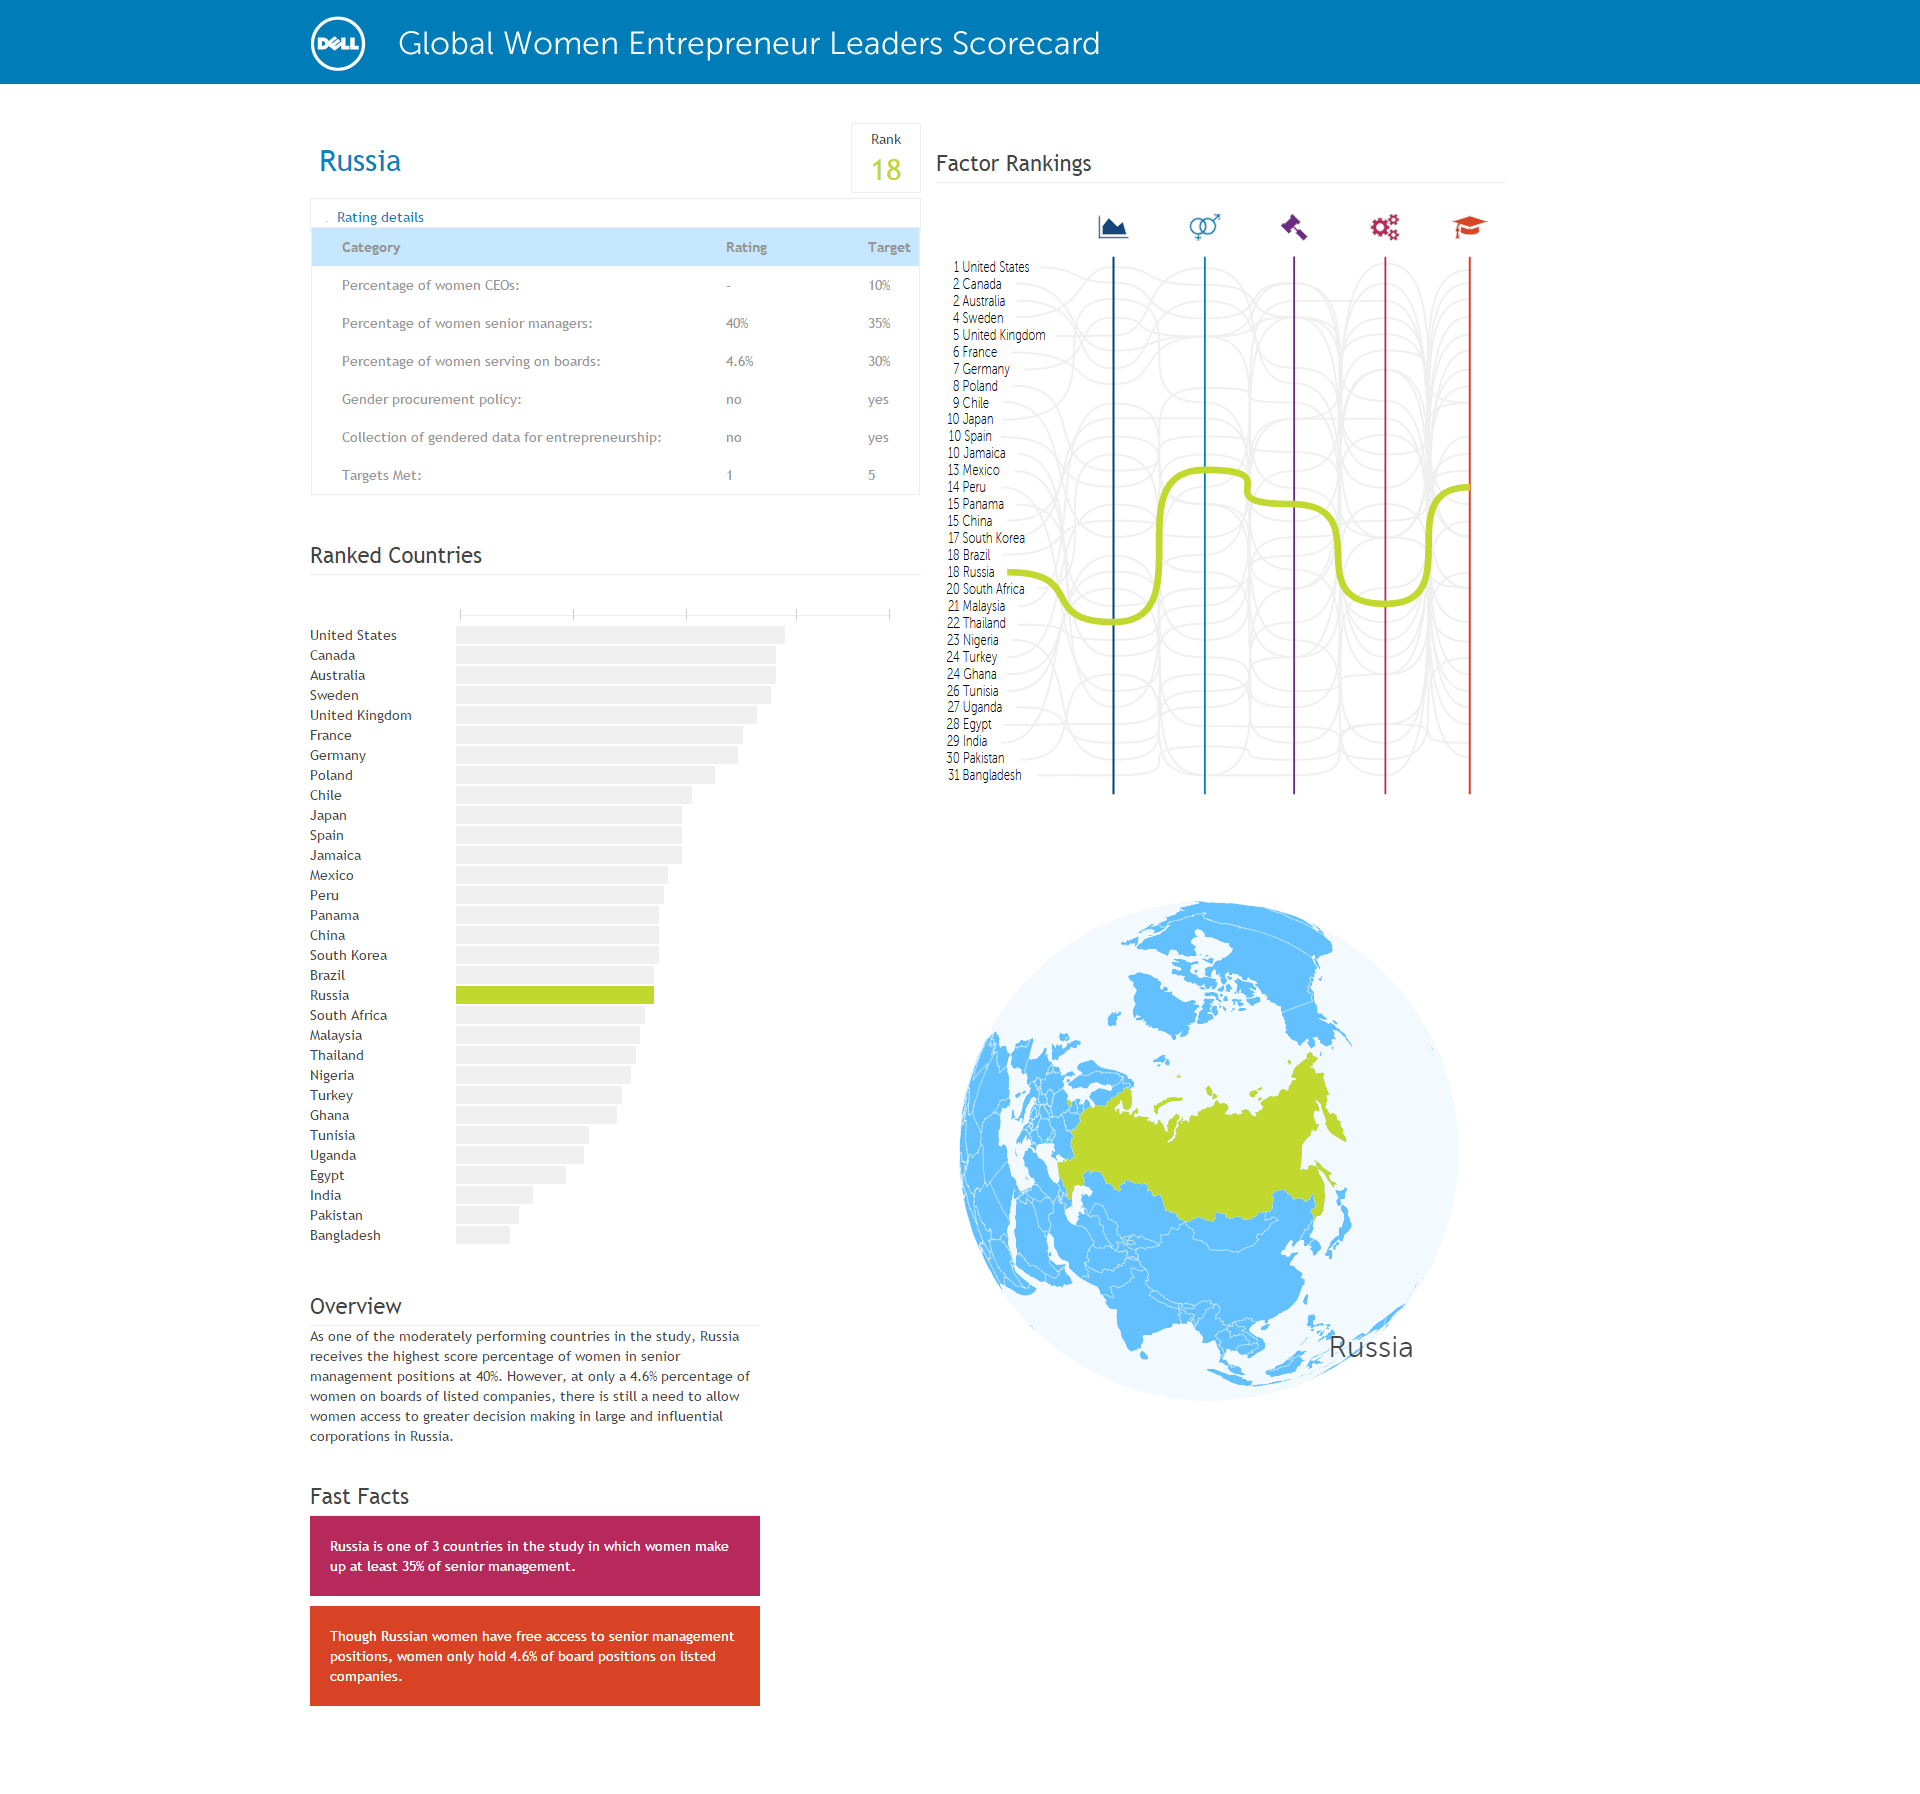 DELL
Global Women Entrepreneur Leaders Scorecard
Russia
Rank
18
Rating details
Category Rating Target
Percentage of women CEOs: - 10%
Percentage of women senior managers: 40% 35%
Percentage of women serving on boards: 4.6% 30%
Gender procurement policy: no yes
Collection of gendered data for entrepreneurship: no yes
Targets Met: 1 5
Ranked Countries
United States
Canada
Australia
Sweden
United Kingdom
France
Germany
Poland
Chile
Japan
Spain
Jamaica
Mexico
Peru
Panama
China
South Korea
Brazil
Russia
South Africa
Malaysia
Thailand
Nigeria
Turkey
Ghana
Tunisia
Uganda
Egypt
India
Pakistan
Bangladesh
Overview
As one of the moderately performing countries in the study, Russia
receives the highest score percentage of women in senior
management positions at 40%. However, at only a 4.6% percentage of
women on boards of listed companies, there is still a need to allow
women access to greater decision making in large and influential
corporations in Russia.
Fast Facts
Russia is one of 3 countries in the study in which women make
up at least 35% of senior management.
Though Russian women have free access to senior management
positions, women only hold 4.6% of board positions on listed
companies.
Factor Rankings
1 United States
2 Canada
2 Australia
4 Sweden
5 United Kingdom
6 France
7 Germany
8 Poland
9 Chile
10 Japan
10 Spain
10 Jamaica
13 Mexico
14 Peru
15 Panama
15 China
17 South Korea
18 Brazil
18 Russia
20 South Africa
21 Malaysia
22 Thailand
23 Nigeria
24 Turkey
24 Ghana
26 Tunisia
27 Uganda
28 Egypt
29 India
30 Pakistan
31 Bangladesh
Russia